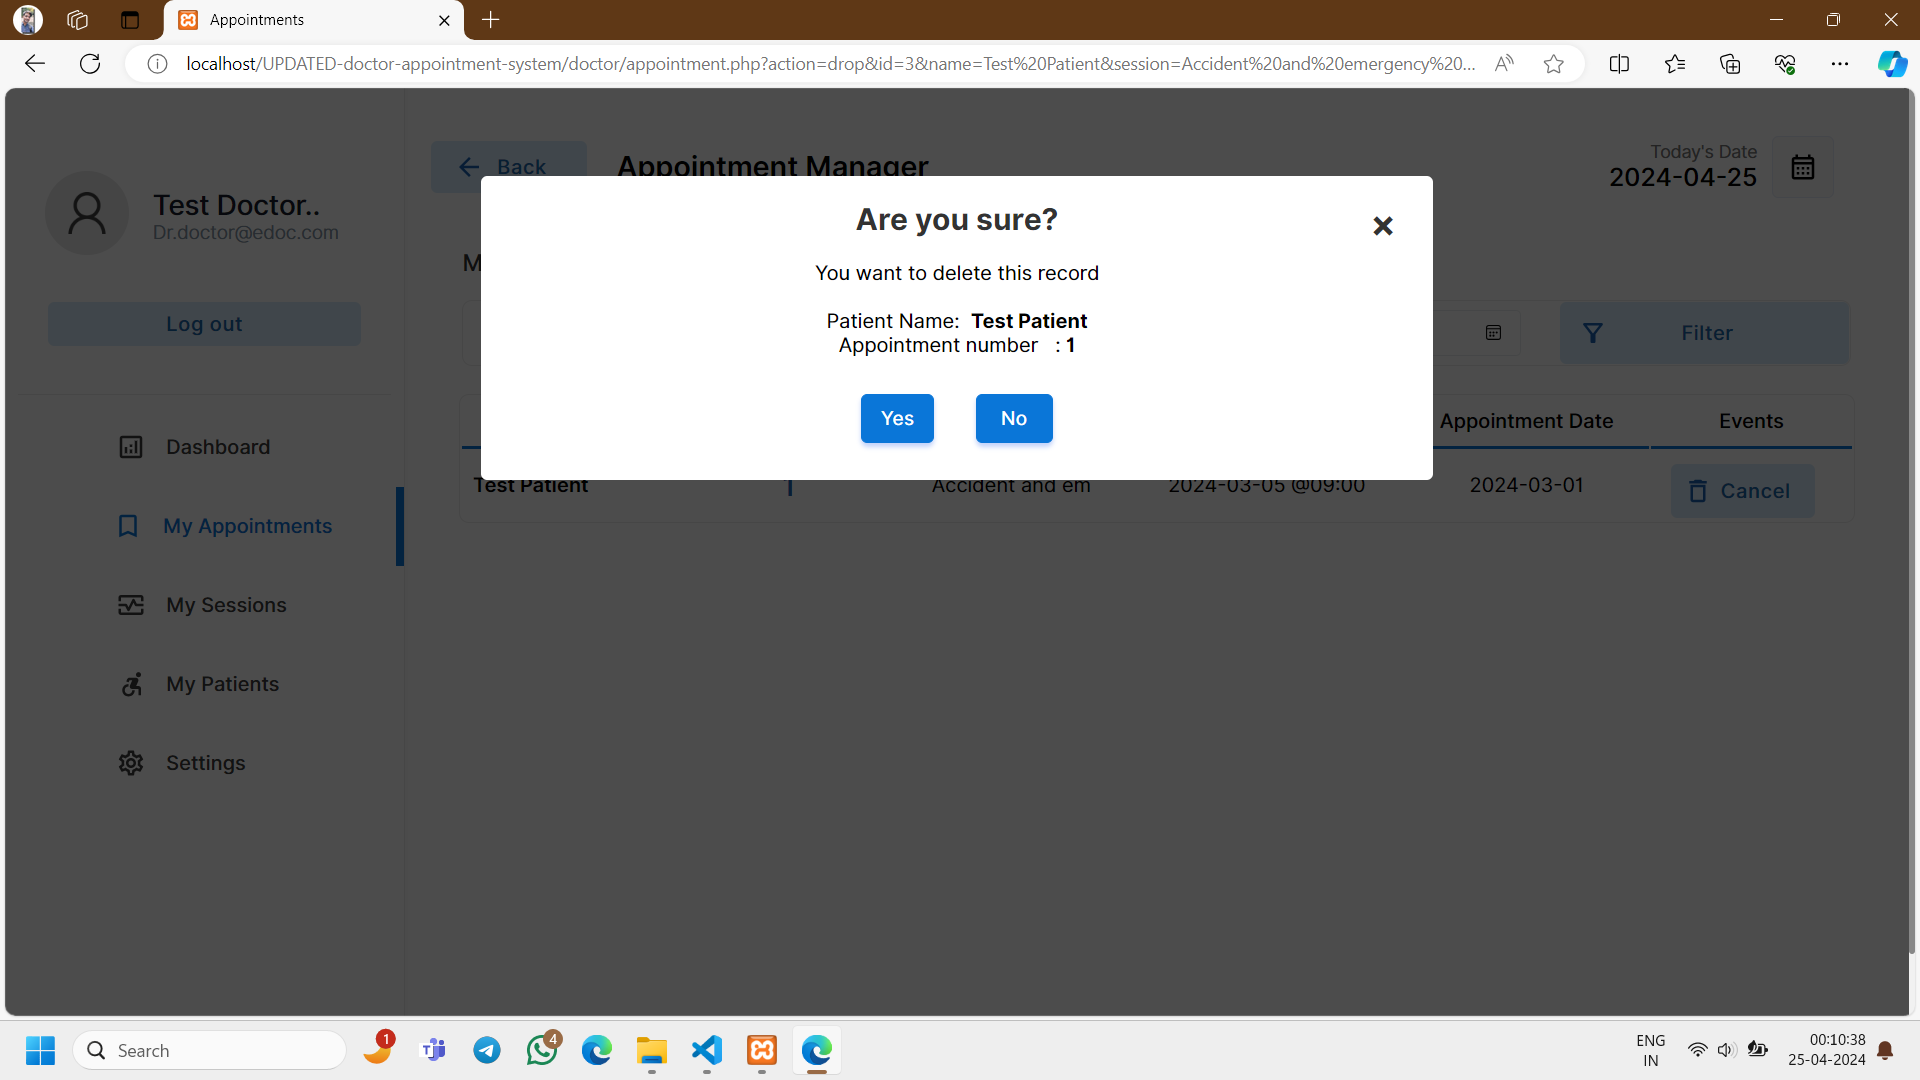 Appointments
localhost/UPDATED-doctor-appointment-system/doctor/appointment.php?action=drop&id=3&name=Test%20Patient&session=Accident%20and%20emergency%20...
Back
Appointment Manager
Today's Date
2024-04-25
Test Doctor..
Dr.doctor@edoc.com
Log out
Are you sure?
You want to delete this record
Patient Name: Test Patient
Appointment number : 1
Yes
No
M
Filter
Appointment Date
Events
Test Patient
Accident and em
2024-03-05 @09:00
2024-03-01
Cancel
Dashboard
My Appointments
My Sessions
My Patients
Settings
Search
1
4
ENG
IN
00:10:38
25-04-2024